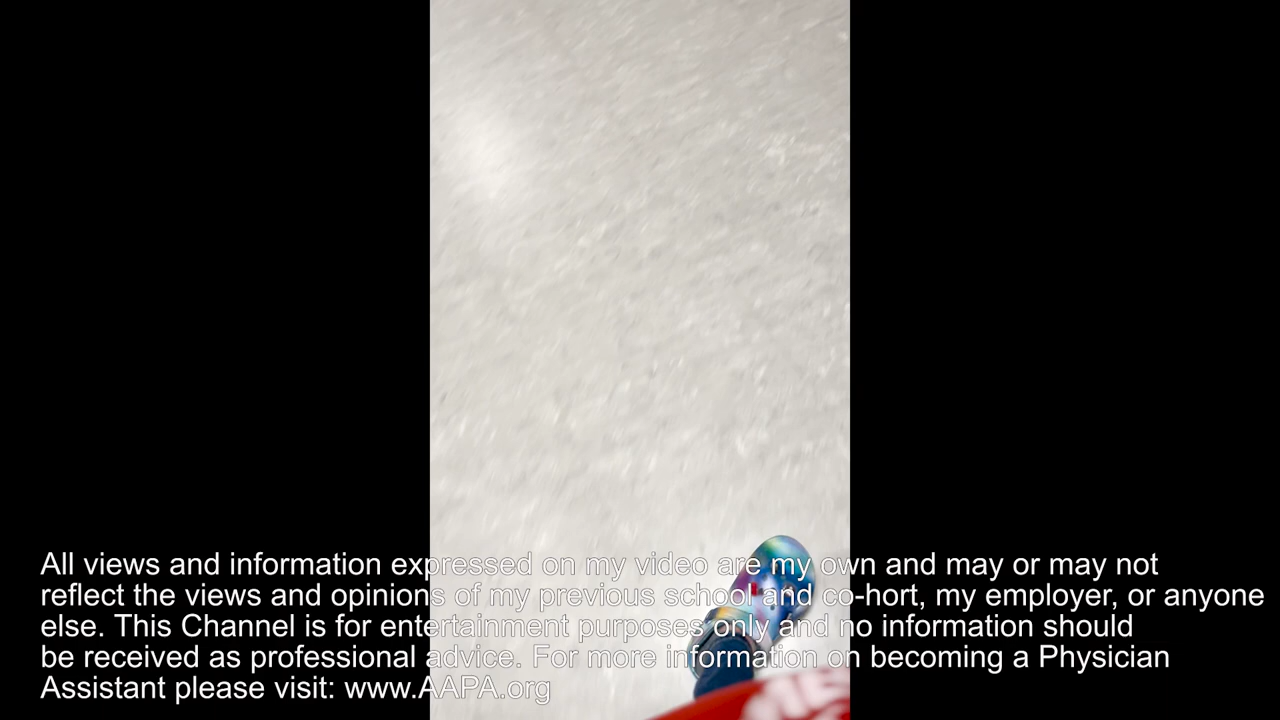 All views and information expressed on my video are my own and may or may not
reflect the views and opinions of my previous school and co-hort, my employer, or anyone
else. This Channel is for entertainment purposes only and no information should
be received as professional advice. For more information on becoming a Physician
Assistant please visit: www.AAPA.org